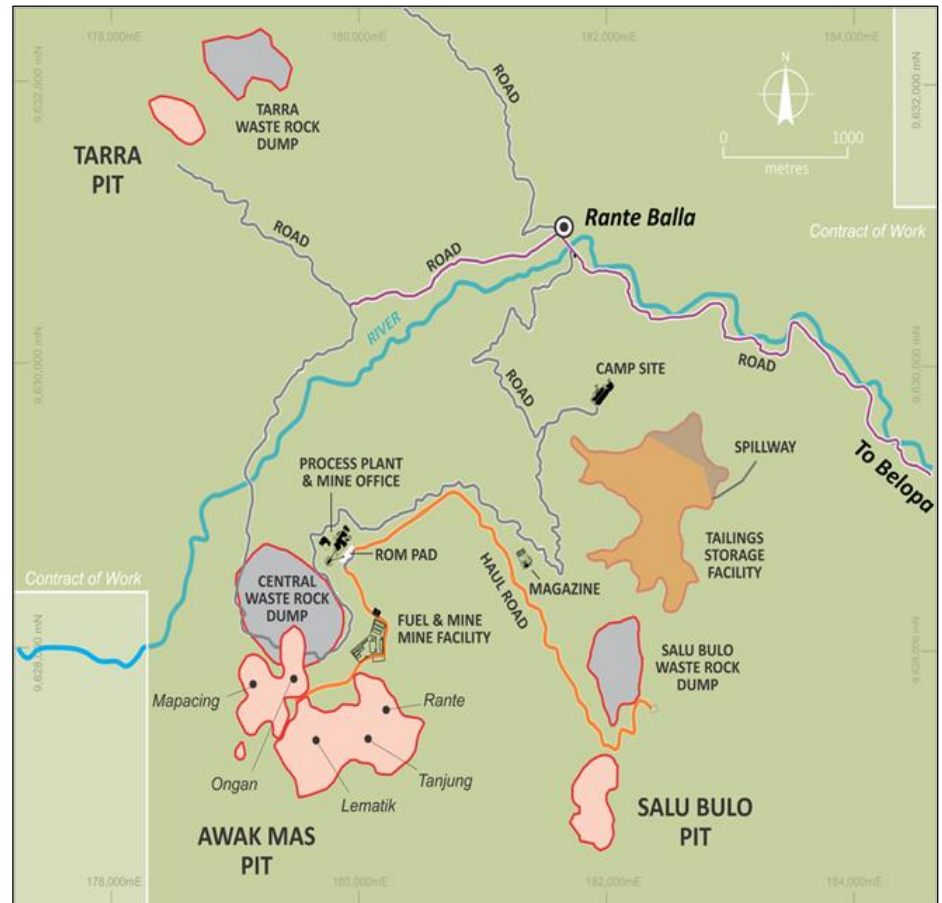 178,000mE
180,000mE
182,000mE
184,000mE
9,632,000 mN
9,632,000 mN
TARRA
WASTE ROCK
DUMP
ROAD
N
0
1000
metres
TARRA
PIT
ROAD
ROAD
Rante Balla
Contract of Work
RIVER
9,630,000 mN
9,630,000 mN
ROAD
ROAD
CAMP SITE
To Belopa
SPILLWAY
PROCESS PLANT
& MINE OFFICE
ROM PAD
HAUL ROAD
TAILINGS
STORAGE
FACILITY
MAGAZINE
Contract of Work
CENTRAL
WASTE ROCK
DUMP
FUEL & MINE
MINE FACILITY
9,628,000 mN
9,628,000 mN
SALU BULO
WASTE ROCK
DUMP
Mapacing
Rante
Ongan
Tanjung
Lematik
AWAK MAS
PIT
SALU BULO
PIT
178,000mE
180,000mE
182,000mE
184,000mE